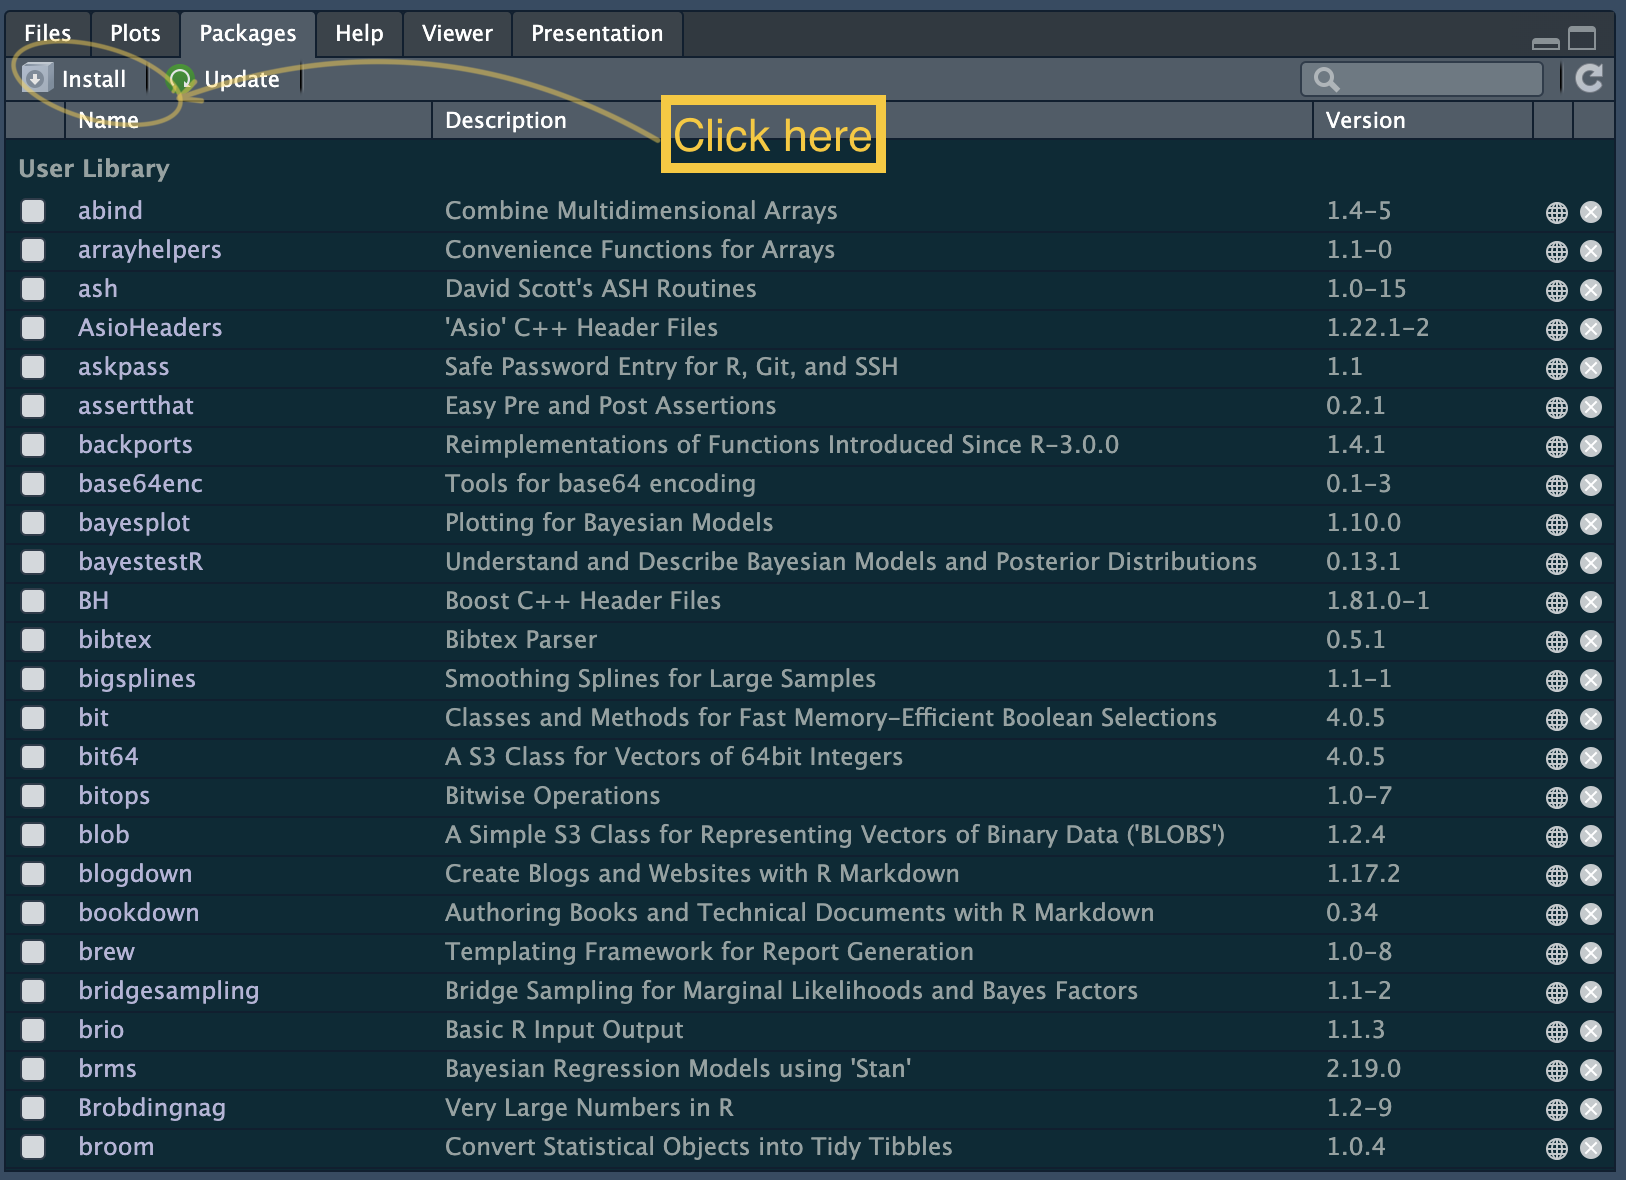 Files Plots Packages Help Viewer Presentation
Install Update
Name Description Version
Click here
User Library
abind Combine Multidimensional Arrays 1.4-5
arrayhelpers Convenience Functions for Arrays 1.1-0
ash David Scott's ASH Routines 1.0-15
AsioHeaders 'Asio' C++ Header Files 1.22.1-2
askpass Safe Password Entry for R, Git, and SSH 1.1
assertthat Easy Pre and Post Assertions 0.2.1
backports Reimplementations of Functions Introduced Since R-3.0.0 1.4.1
base64enc Tools for base64 encoding 0.1-3
bayesplot Plotting for Bayesian Models 1.10.0
bayestestR Understand and Describe Bayesian Models and Posterior Distributions 0.13.1
BH Boost C++ Header Files 1.81.0-1
bibtex Bibtex Parser 0.5.1
bigsplines Smoothing Splines for Large Samples 1.1-1
bit Classes and Methods for Fast Memory-Efficient Boolean Selections 4.0.5
bit64 A S3 Class for Vectors of 64bit Integers 4.0.5
bitops Bitwise Operations 1.0-7
blob A Simple S3 Class for Representing Vectors of Binary Data ('BLOBS') 1.2.4
blogdown Create Blogs and Websites with R Markdown 1.17.2
bookdown Authoring Books and Technical Documents with R Markdown 0.34
brew Templating Framework for Report Generation 1.0-8
bridgesampling Bridge Sampling for Marginal Likelihoods and Bayes Factors 1.1-2
brio Basic R Input Output 1.1.3
brms Bayesian Regression Models using 'Stan' 2.19.0
Brobdingnag Very Large Numbers in R 1.2-9
broom Convert Statistical Objects into Tidy Tibbles 1.0.4